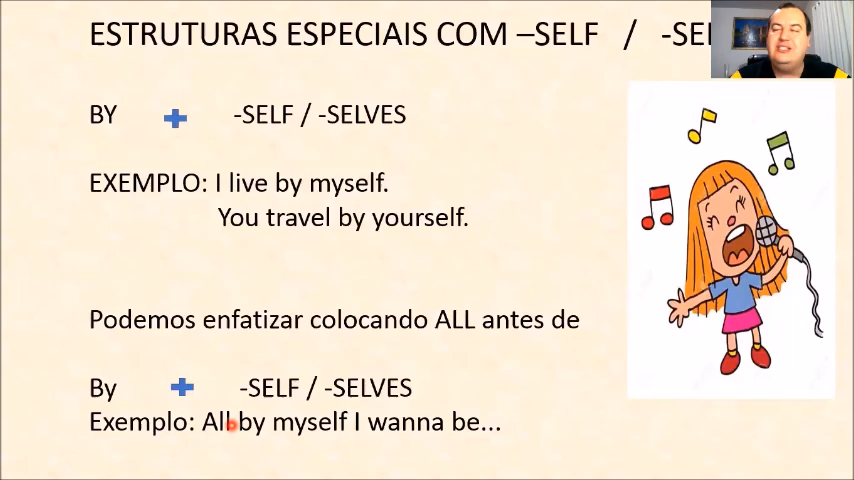 ESTRUTURAS ESPECIAIS COM –SELF / -SEL
BY + -SELF / -SELVES
EXEMPLO: I live by myself.
You travel by yourself.
Podemos enfatizar colocando ALL antes de
By + -SELF / -SELVES
Exemplo: All by myself I wanna be...